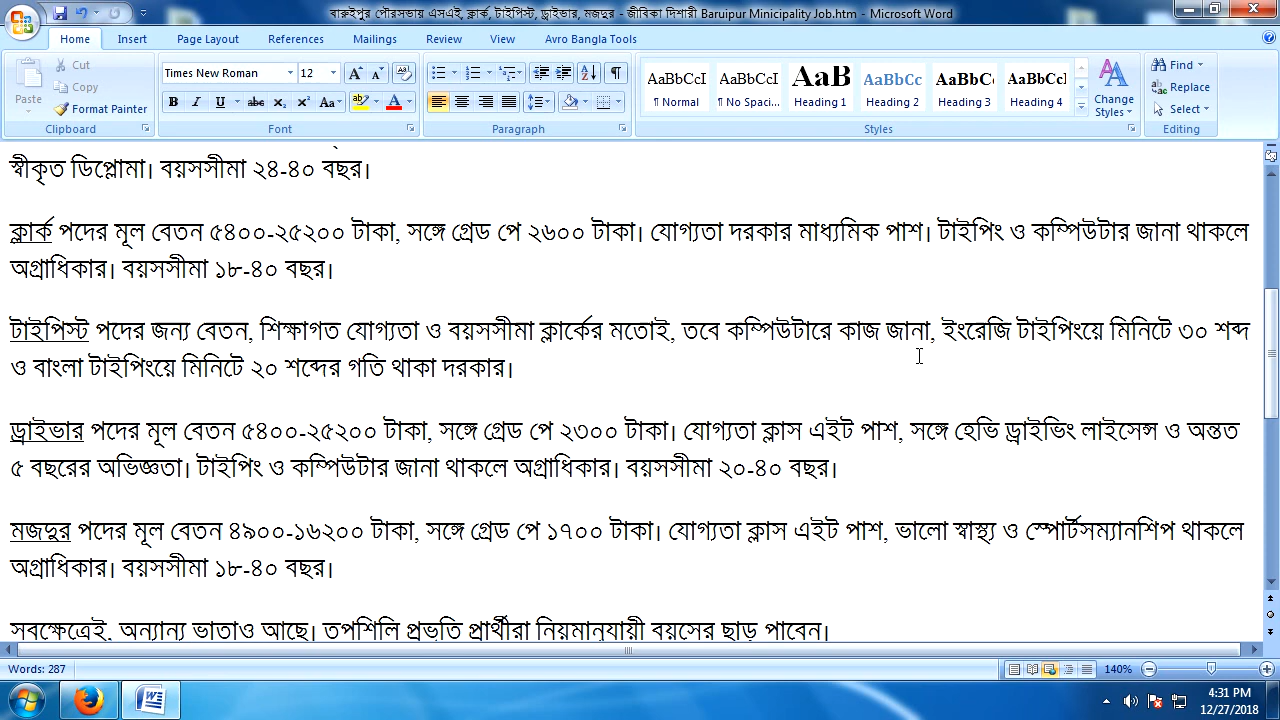 বারুইপুর পৌরসভায় এসএই, ক্লার্ক, টাইপিস্ট, ড্রাইভার, মজদুর - জীবিকা দিশারী Baruipur Minicipality Job.htm - Microsoft Word
Home Insert Page Layout References Mailings Review View Avro Bangla Tools
Paste Cut Copy Format Painter
Times New Roman 12
AaBbCcI AaBbCcI AaB AaBbCc AaBbC AaBbCcI
¶ Normal ¶ No Spaci... Heading 1 Heading 2 Heading 3 Heading 4
Change Styles
Find Replace Select
Clipboard Font Paragraph Styles Editing
স্বীকৃত ডিপ্লোমা। বয়সসীমা ২৪-৪০ বছর।
ক্লার্ক পদের মূল বেতন ৫৪০০-২৫২০০ টাকা, সঙ্গে গ্রেড পে ২৬০০ টাকা। যোগ্যতা দরকার মাধ্যমিক পাশ। টাইপিং ও কম্পিউটার জানা থাকলে
অগ্রাধিকার। বয়সসীমা ১৮-৪০ বছর।
টাইপিস্ট পদের জন্য বেতন, শিক্ষাগত যোগ্যতা ও বয়সসীমা ক্লার্কের মতোই, তবে কম্পিউটারে কাজ জানা, ইংরেজি টাইপিংয়ে মিনিটে ৩০ শব্দ
ও বাংলা টাইপিংয়ে মিনিটে ২০ শব্দের গতি থাকা দরকার।
ড্রাইভার পদের মূল বেতন ৫৪০০-২৫২০০ টাকা, সঙ্গে গ্রেড পে ২৩০০ টাকা। যোগ্যতা ক্লাস এইট পাশ, সঙ্গে হেভি ড্রাইভিং লাইসেন্স ও অন্তত
৫ বছরের অভিজ্ঞতা। টাইপিং ও কম্পিউটার জানা থাকলে অগ্রাধিকার। বয়সসীমা ২০-৪০ বছর।
মজদুর পদের মূল বেতন ৪৯০০-১৬২০০ টাকা, সঙ্গে গ্রেড পে ১৭০০ টাকা। যোগ্যতা ক্লাস এইট পাশ, ভালো স্বাস্থ্য ও স্পোর্টসম্যানশিপ থাকলে
অগ্রাধিকার। বয়সসীমা ১৮-৪০ বছর।
সবক্ষেত্রেই, অন্যান্য ভাতাও আছে। তপশিলি প্রভৃতি প্রার্থীরা নিয়মানুযায়ী বয়সের ছাড় পাবেন।
Words: 287 140%
4:31 PM
12/27/2018